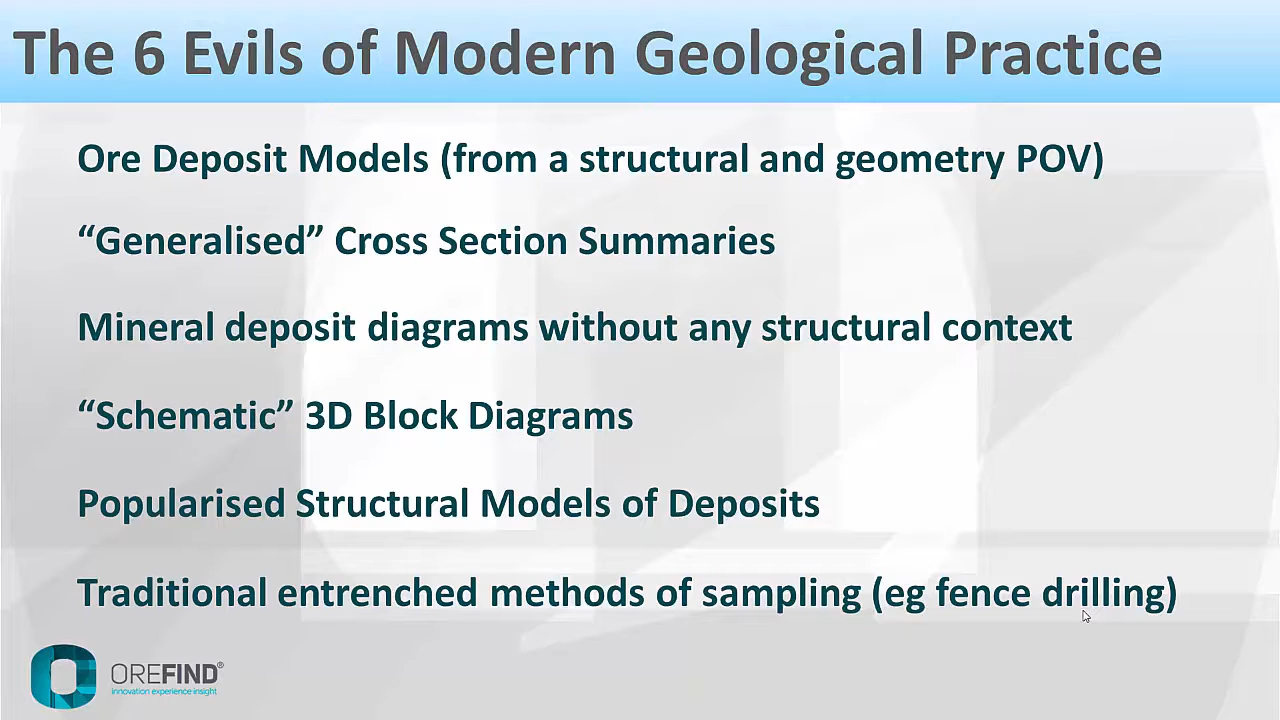 The 6 Evils of Modern Geological Practice
Ore Deposit Models (from a structural and geometry POV)
“Generalised” Cross Section Summaries
Mineral deposit diagrams without any structural context
“Schematic” 3D Block Diagrams
Popularised Structural Models of Deposits
Traditional entrenched methods of sampling (eg fence drilling)
OREFIND®
innovation experience insight